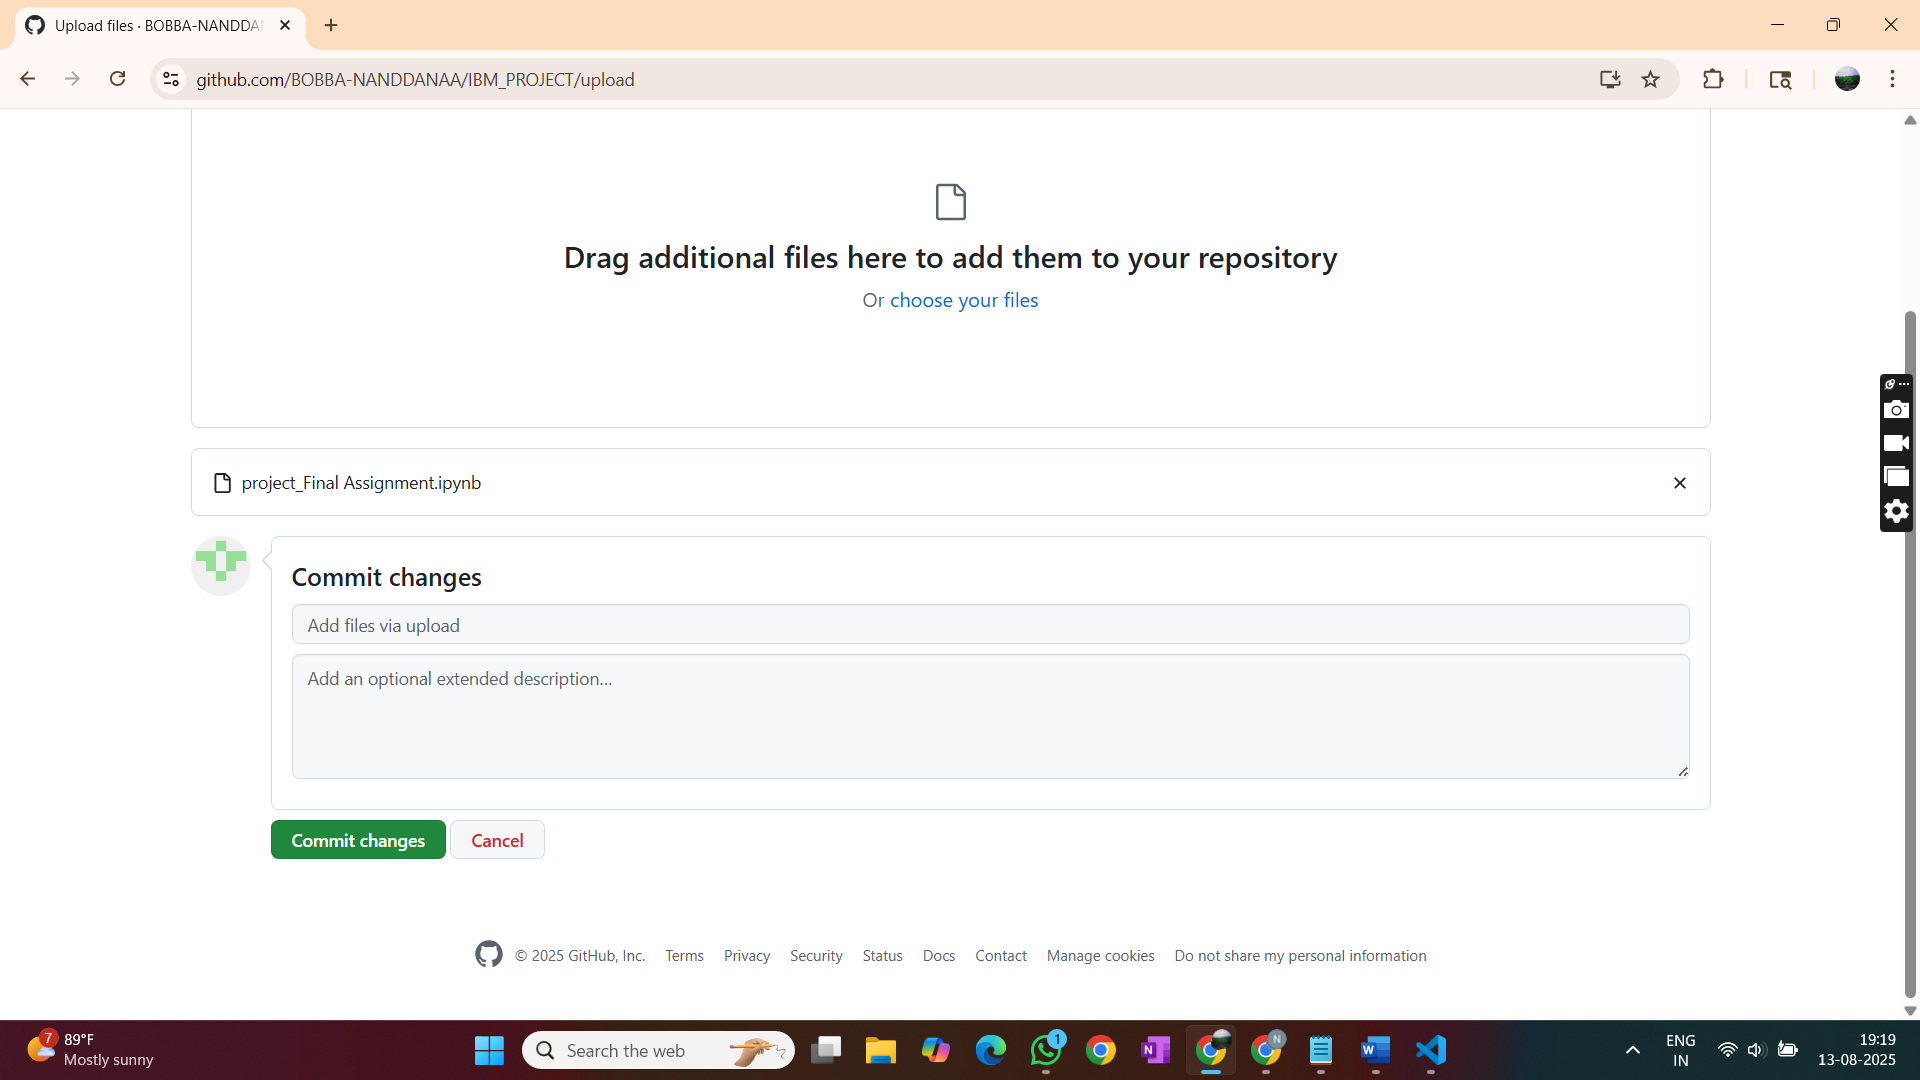 Upload files · BOBBA-NANDDA
github.com/BOBBA-NANDDANAA/IBM_PROJECT/upload
Drag additional files here to add them to your repository
Or choose your files
project_Final Assignment.ipynb
Commit changes
Add files via upload
Add an optional extended description...
Commit changes
Cancel
© 2025 GitHub, Inc. Terms Privacy Security Status Docs Contact Manage cookies Do not share my personal information
7
89°F
Mostly sunny
Search the web
1
N
N
W
ENG
IN
19:19
13-08-2025